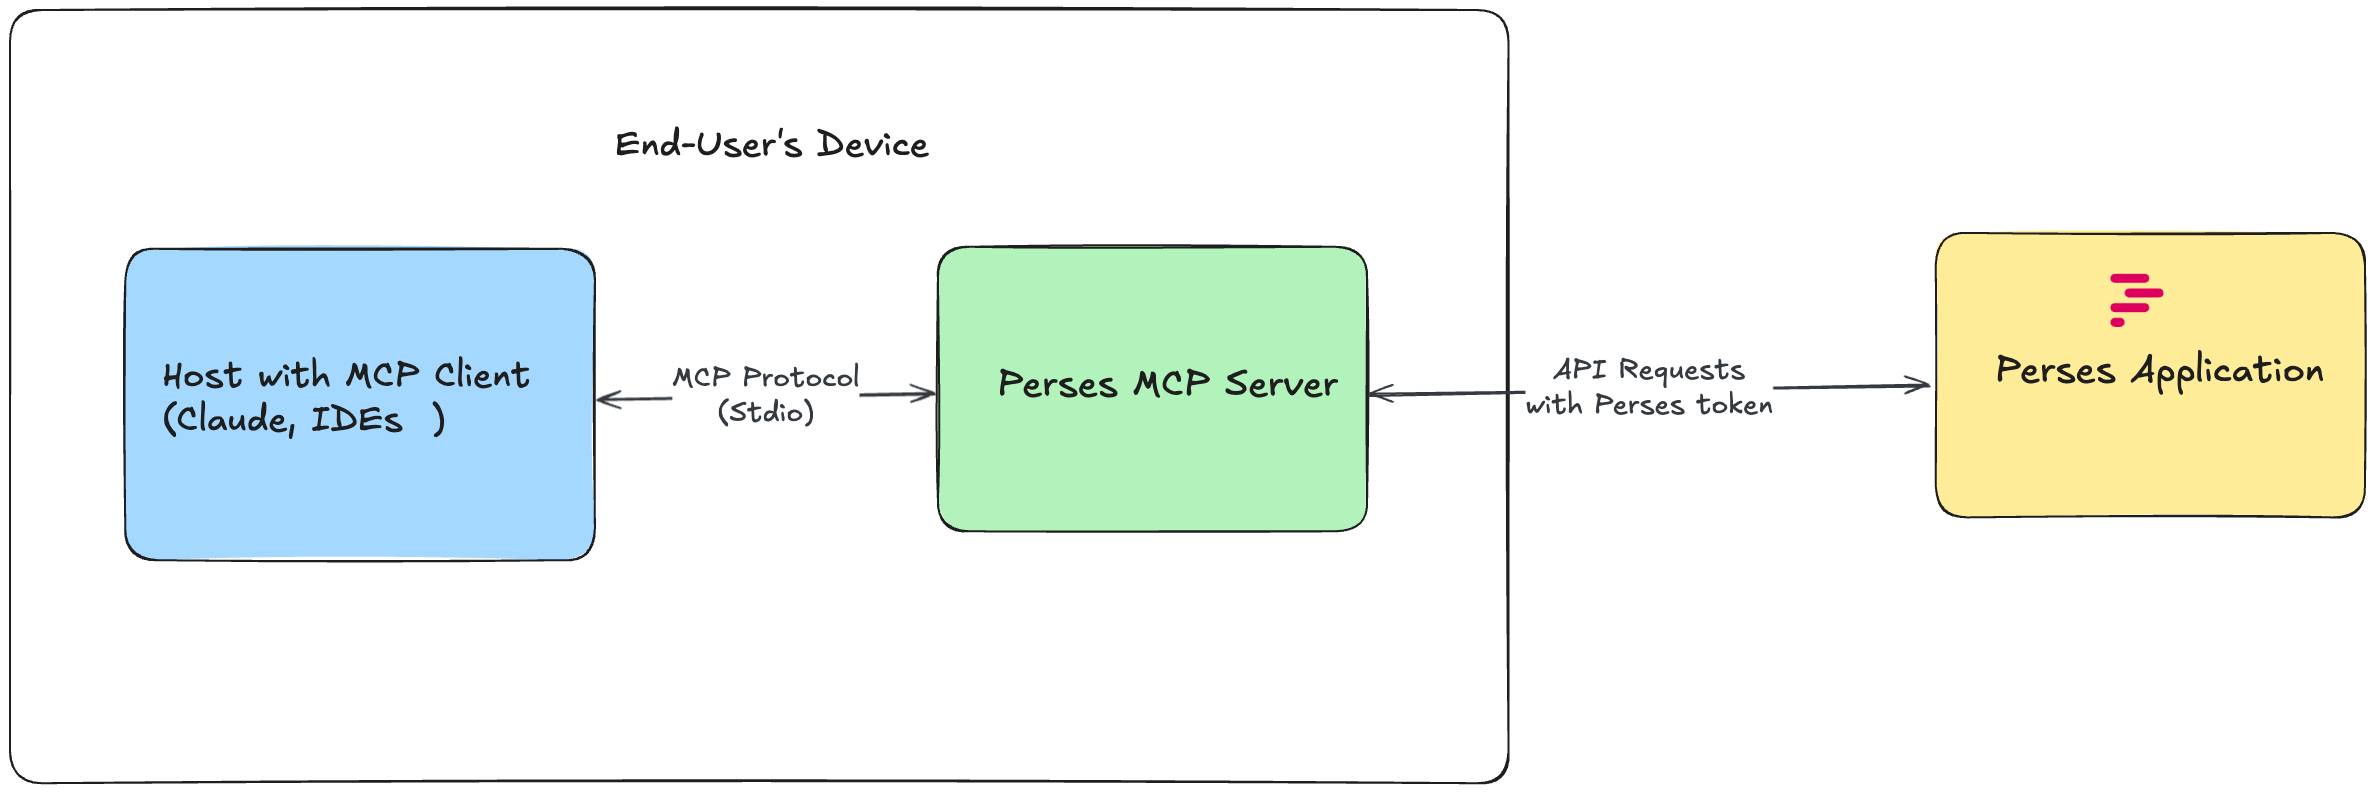 End-User's Device
Host with MCP Client
(Claude, IDEs  )
MCP Protocol
(Stdio)
Perses MCP Server
API Requests
with Perses token
Perses Application